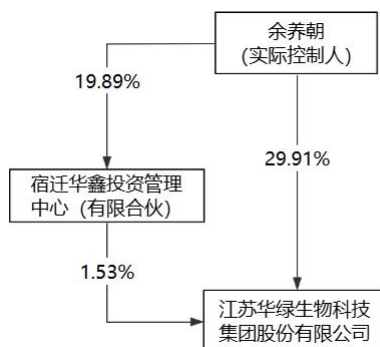 余养朝
(实际控制人)
19.89%
29.91%
宿迁华鑫投资管理
中心（有限合伙）
1.53%
江苏华绿生物科技
集团股份有限公司